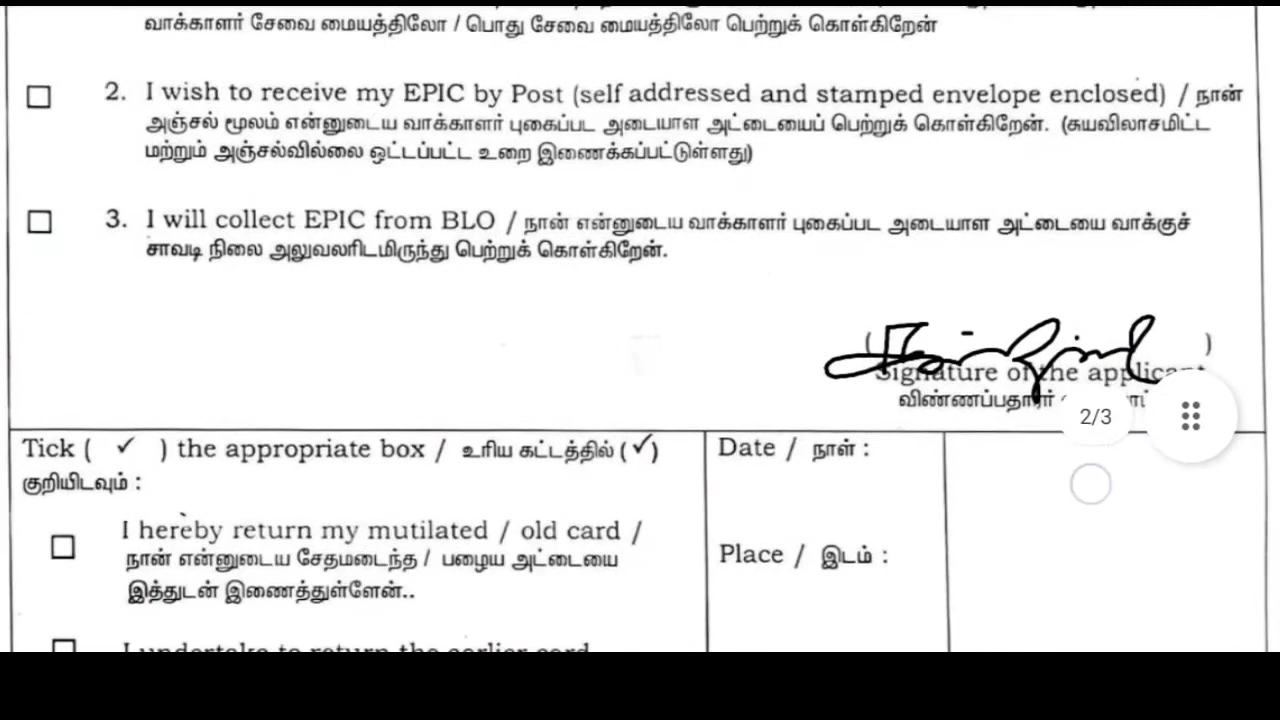 வாக்காளர் சேவை மையத்திலோ / பொது சேவை மையத்திலோ பெற்றுக் கொள்கிறேன்
2. I wish to receive my EPIC by Post (self addressed and stamped envelope enclosed) / நான்
அஞ்சல் மூலம் என்னுடைய வாக்காளர் புகைப்பட அடையாள அட்டையைப் பெற்றுக் கொள்கிறேன். (சுயவிலாசமிட்ட
மற்றும் அஞ்சல்வில்லை ஒட்டப்பட்ட உறை இணைக்கப்பட்டுள்ளது)
3. I will collect EPIC from BLO / நான் என்னுடைய வாக்காளர் புகைப்பட அடையாள அட்டையை வாக்குச்
சாவடி நிலை அலுவலரிடமிருந்து பெற்றுக் கொள்கிறேன்.
( )
Signature of the applicant
விண்ணப்பதாரர்
2/3
Tick ( ✓ ) the appropriate box / உரிய கட்டத்தில் (✓)
குறியிடவும் :
Date / நாள் :
I hereby return my mutilated / old card /
நான் என்னுடைய சேதமடைந்த / பழைய அட்டையை
இத்துடன் இணைத்துள்ளேன்..
Place / இடம் :
I undertake to return the earlier card